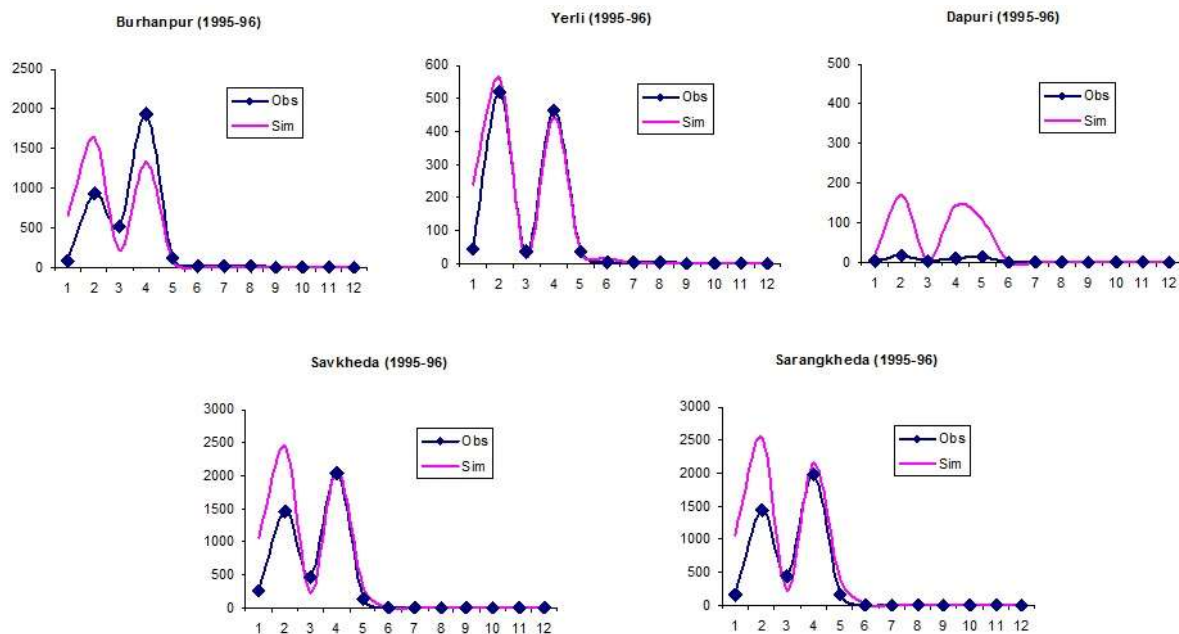 Burhanpur (1995-96)
2500
2000
1500
1000
500
0
1 2 3 4 5 6 7 8 9 10 11 12
Obs
Sim
Yerli (1995-96)
600
500
400
300
200
100
0
1 2 3 4 5 6 7 8 9 10 11 12
Obs
Sim
Dapuri (1995-96)
500
400
300
200
100
0
1 2 3 4 5 6 7 8 9 10 11 12
Obs
Sim
Savkheda (1995-96)
3000
2500
2000
1500
1000
500
0
1 2 3 4 5 6 7 8 9 10 11 12
Obs
Sim
Sarangkheda (1995-96)
3000
2500
2000
1500
1000
500
0
1 2 3 4 5 6 7 8 9 10 11 12
Obs
Sim